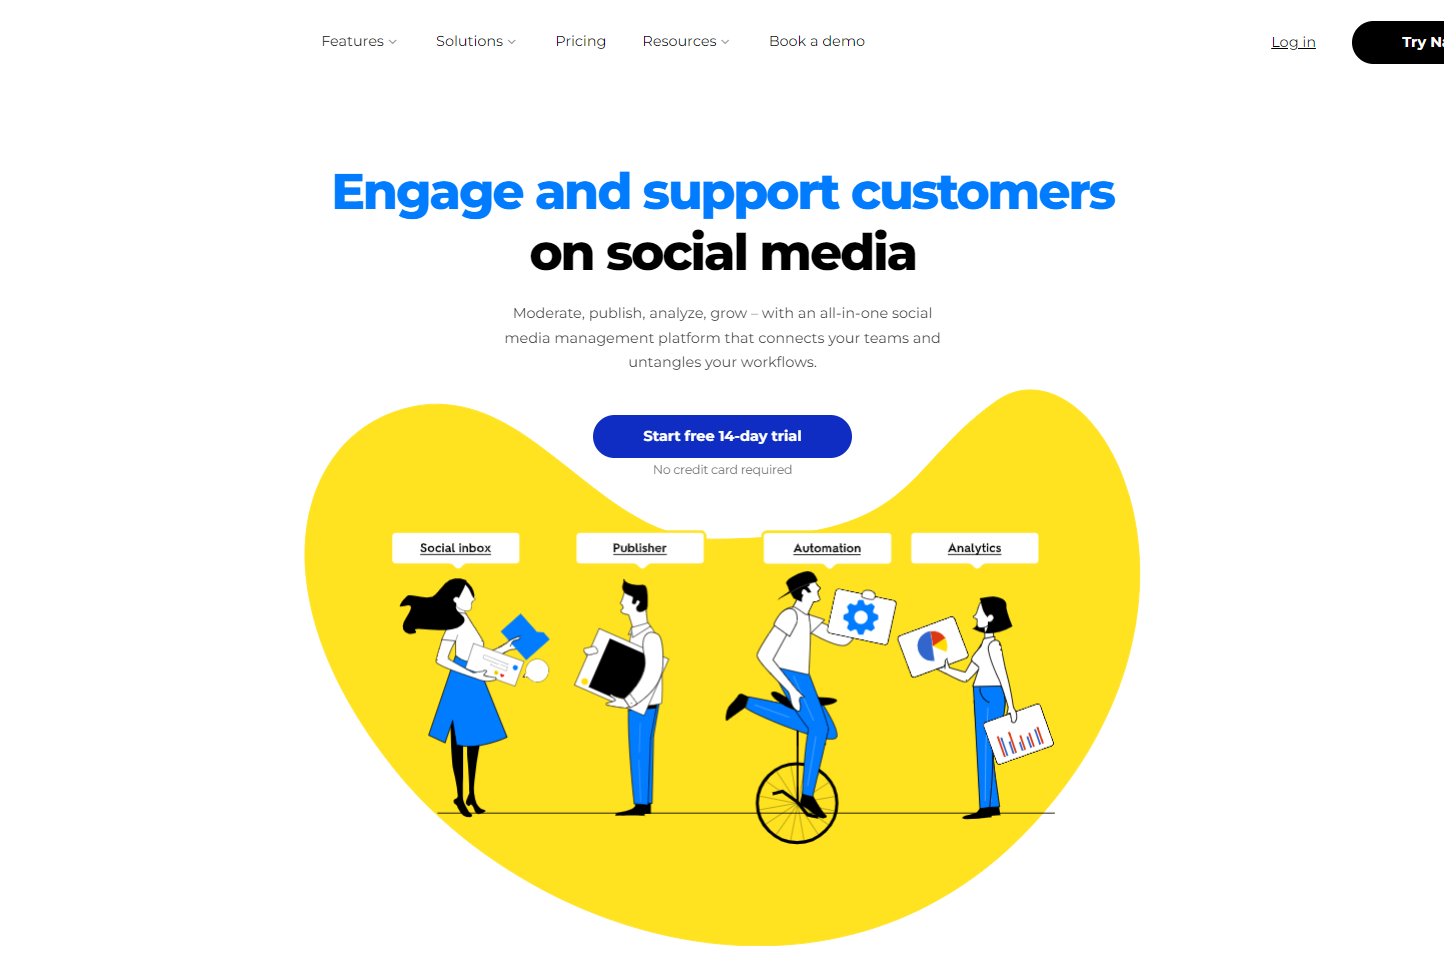 Features
Solutions
Pricing
Resources
Book a demo
Log in
Try
Engage and support customers
on social media
Moderate, publish, analyze, grow – with an all-in-one social
media management platform that connects your teams and
untangles your workflows.
Start free 14-day trial
No credit card required
Social inbox
Publisher
Automation
Analytics